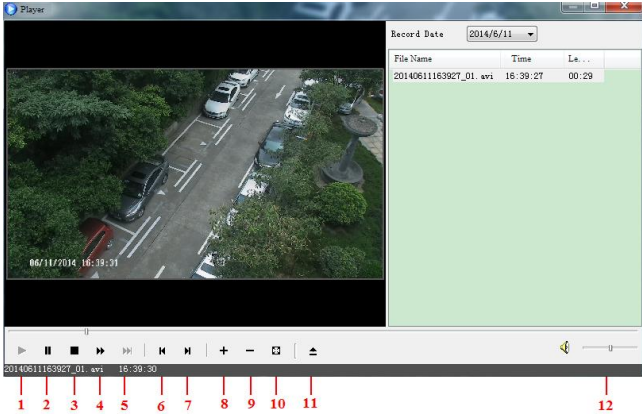 Player
Record Date 2014/6/11
File Name Time Le...
20140611163927_01.avi 16:39:27 00:29
06/11/2014 16:39:31
20140611163927_01.avi 16:39:30
1 2 3 4 5 6 7 8 9 10 11 12